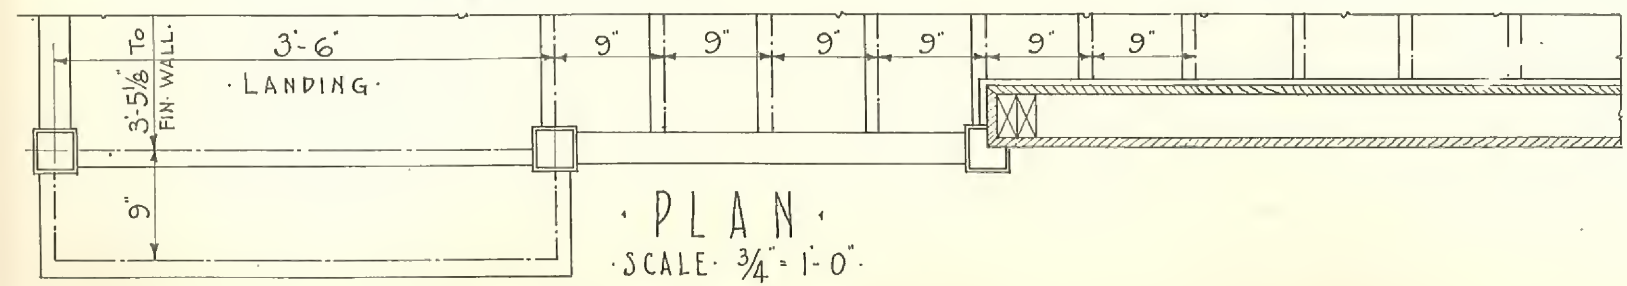 3'-6"
9" 9" 9" 9" 9" 9"
· LANDING ·
3'-5 1/8" TO
FIN. WALL.
9"
· PLAN ·
· SCALE · 3/4" = 1'-0" ·